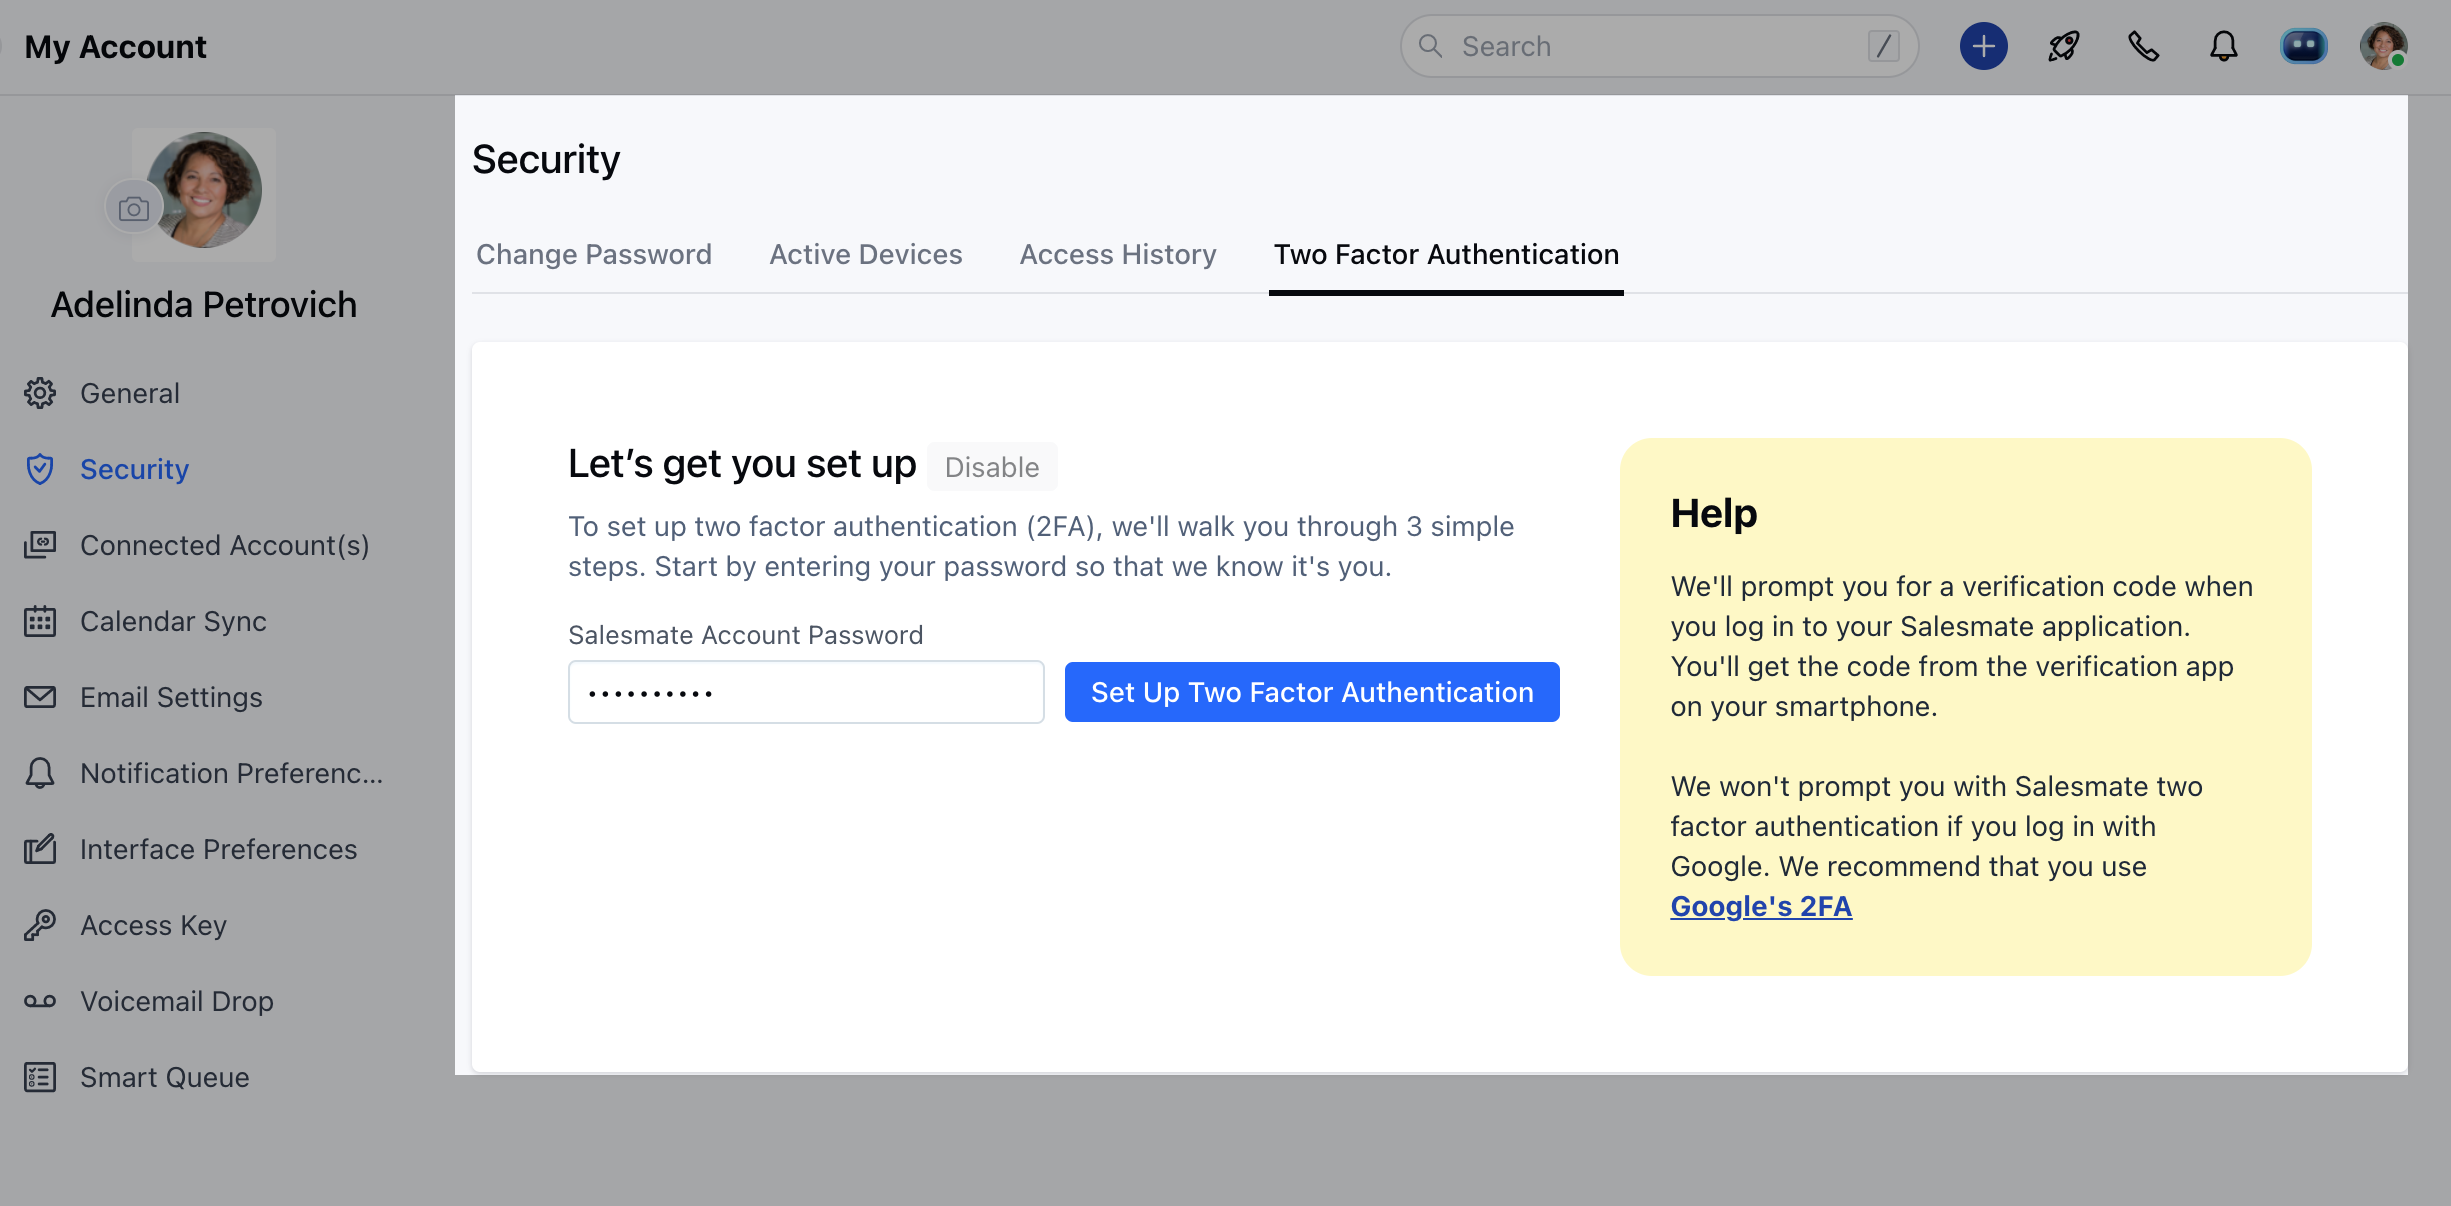 My Account
Search
/
Adelinda Petrovich
General
Security
Connected Account(s)
Calendar Sync
Email Settings
Notification Preferenc...
Interface Preferences
Access Key
Voicemail Drop
Smart Queue
Security
Change Password
Active Devices
Access History
Two Factor Authentication
Let’s get you set up
Disable
To set up two factor authentication (2FA), we'll walk you through 3 simple
steps. Start by entering your password so that we know it's you.
Salesmate Account Password
••••••••••
Set Up Two Factor Authentication
Help
We'll prompt you for a verification code when
you log in to your Salesmate application.
You'll get the code from the verification app
on your smartphone.
We won't prompt you with Salesmate two
factor authentication if you log in with
Google. We recommend that you use
Google's 2FA